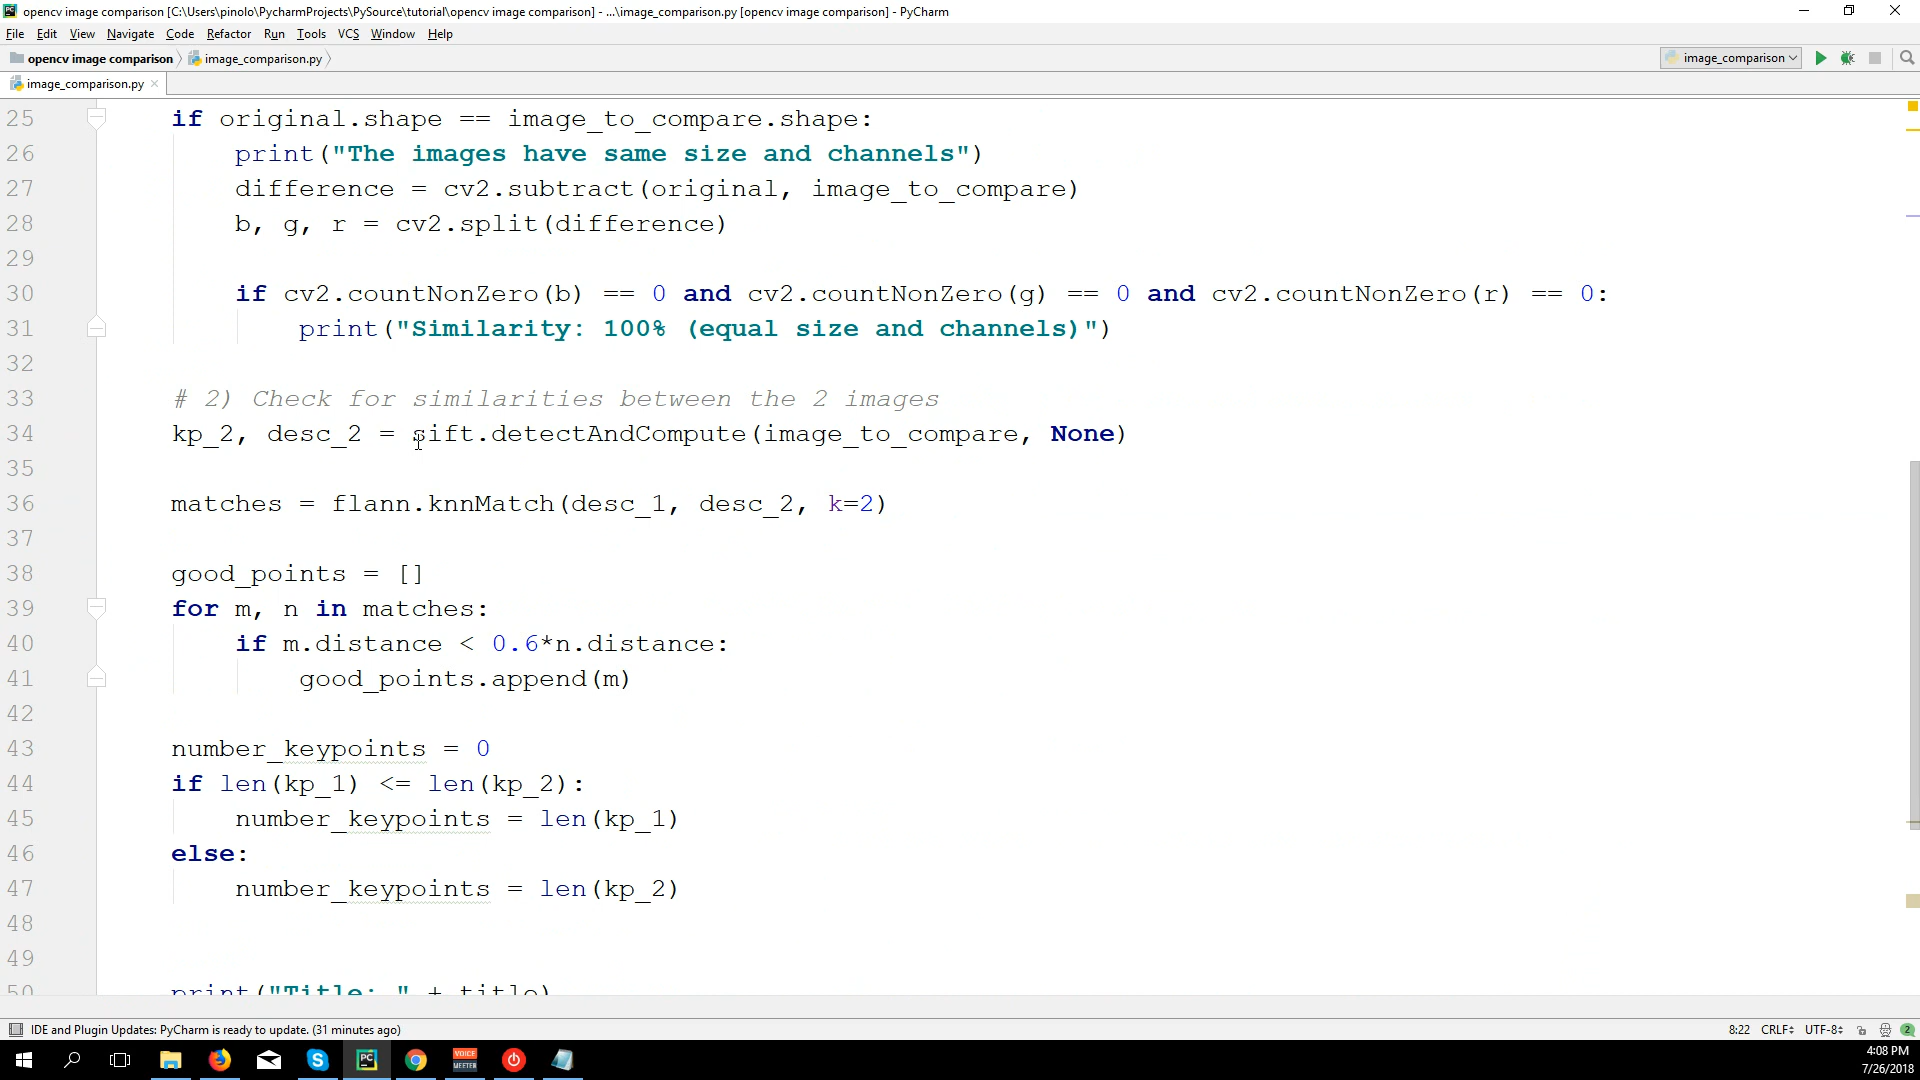 opencv image comparison [C:\Users\pinolo\PycharmProjects\PySource\tutorial\opencv image comparison] - ...\image_comparison.py [opencv image comparison] - PyCharm
File Edit View Navigate Code Refactor Run Tools VCS Window Help
opencv image comparison image_comparison.py image_comparison
image_comparison.py
25 if original.shape == image_to_compare.shape:
26 print("The images have same size and channels")
27 difference = cv2.subtract(original, image_to_compare)
28 b, g, r = cv2.split(difference)
29
30 if cv2.countNonZero(b) == 0 and cv2.countNonZero(g) == 0 and cv2.countNonZero(r) == 0:
31 print("Similarity: 100% (equal size and channels)")
32
33 # 2) Check for similarities between the 2 images
34 kp_2, desc_2 = sift.detectAndCompute(image_to_compare, None)
35
36 matches = flann.knnMatch(desc_1, desc_2, k=2)
37
38 good_points = []
39 for m, n in matches:
40 if m.distance < 0.6*n.distance:
41 good_points.append(m)
42
43 number_keypoints = 0
44 if len(kp_1) <= len(kp_2):
45 number_keypoints = len(kp_1)
46 else:
47 number_keypoints = len(kp_2)
48
49
50 print("Title: " + title)
IDE and Plugin Updates: PyCharm is ready to update. (31 minutes ago) 8:22 CRLF UTF-8 2
PC VOICE MEETER 4:08 PM
7/26/2018